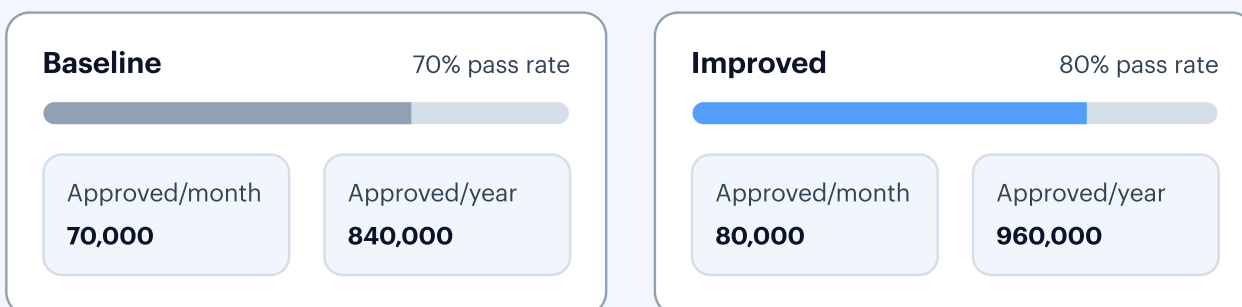 Baseline
70% pass rate
Approved/month
70,000
Approved/year
840,000
Improved
80% pass rate
Approved/month
80,000
Approved/year
960,000